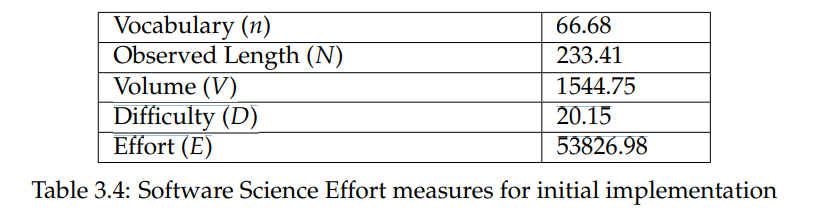 Vocabulary (n) 66.68
Observed Length (N) 233.41
Volume (V) 1544.75
Difficulty (D) 20.15
Effort (E) 53826.98
Table 3.4: Software Science Effort measures for initial implementation